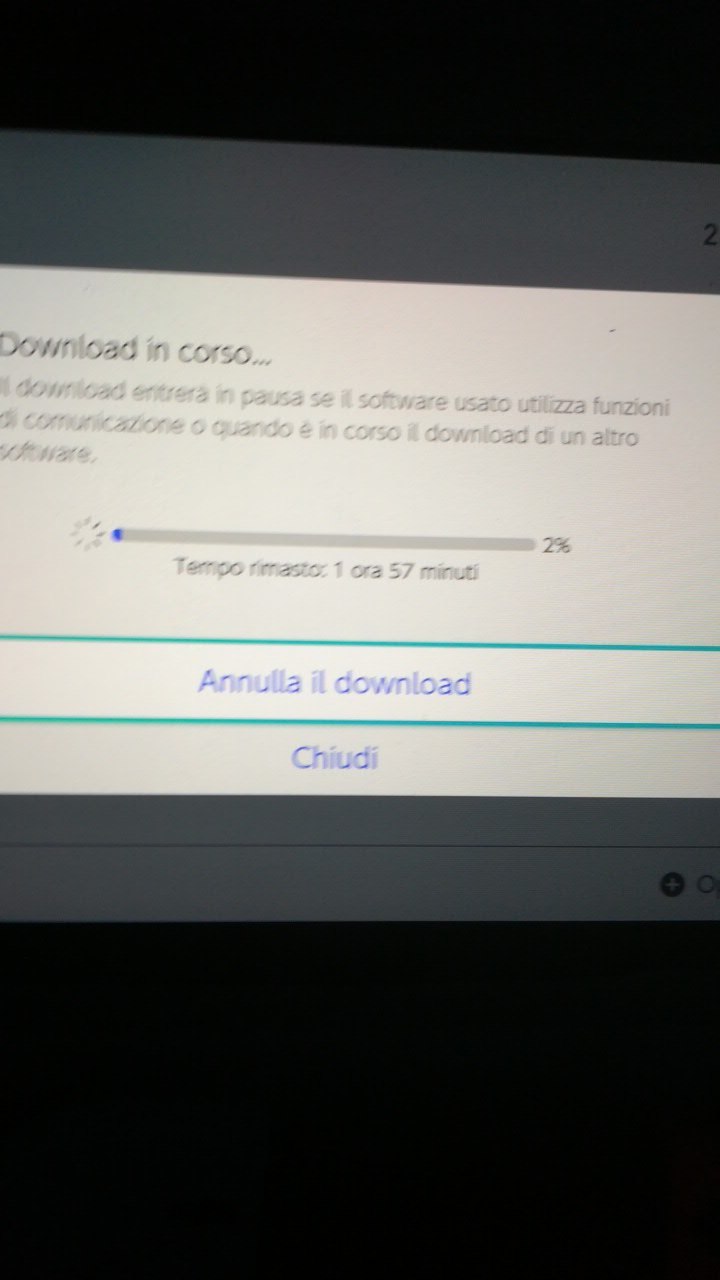 2
Download in corso...
Il download entrerà in pausa se il software usato utilizza funzioni
di comunicazione o quando è in corso il download di un altro
software.
2%
Tempo rimasto: 1 ora 57 minuti
Annulla il download
Chiudi